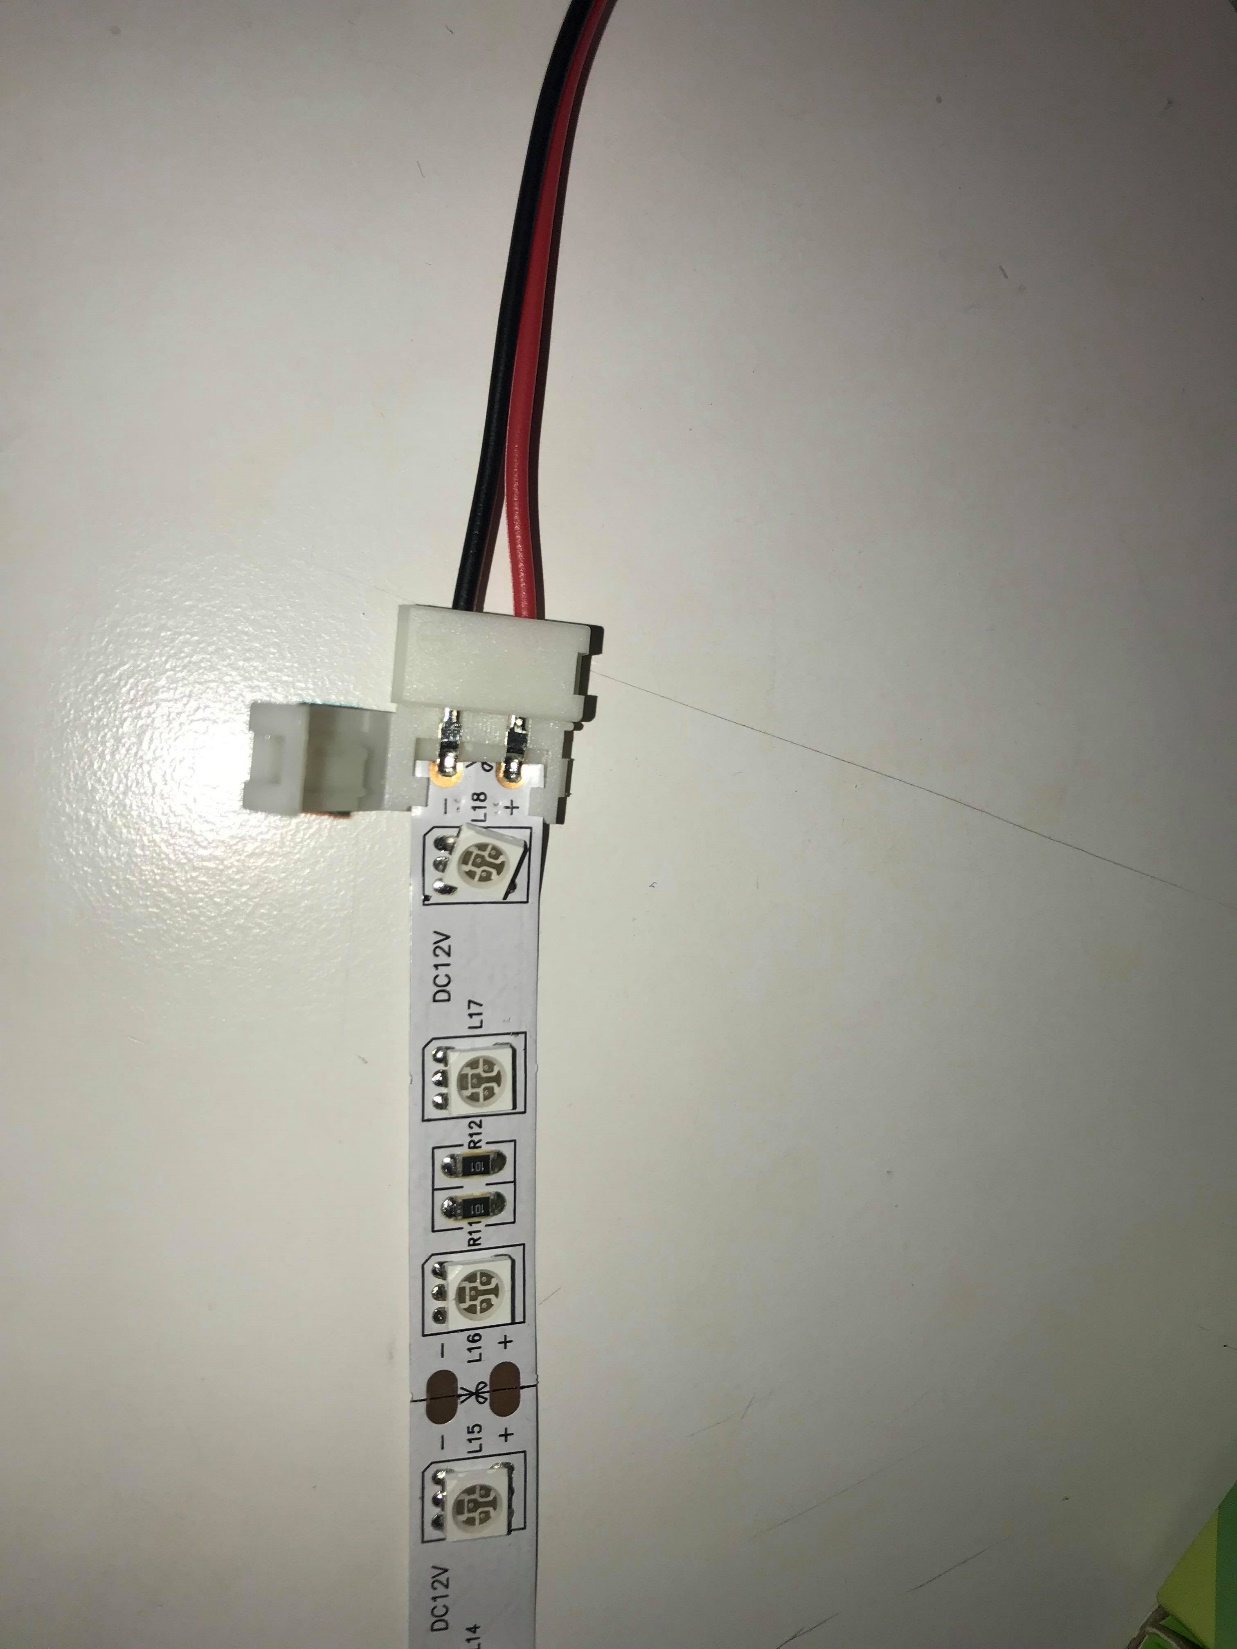 - L18 +
DC12V
L17
R12
101
101
R11
- L16 +
- L15 +
DC12V
L14